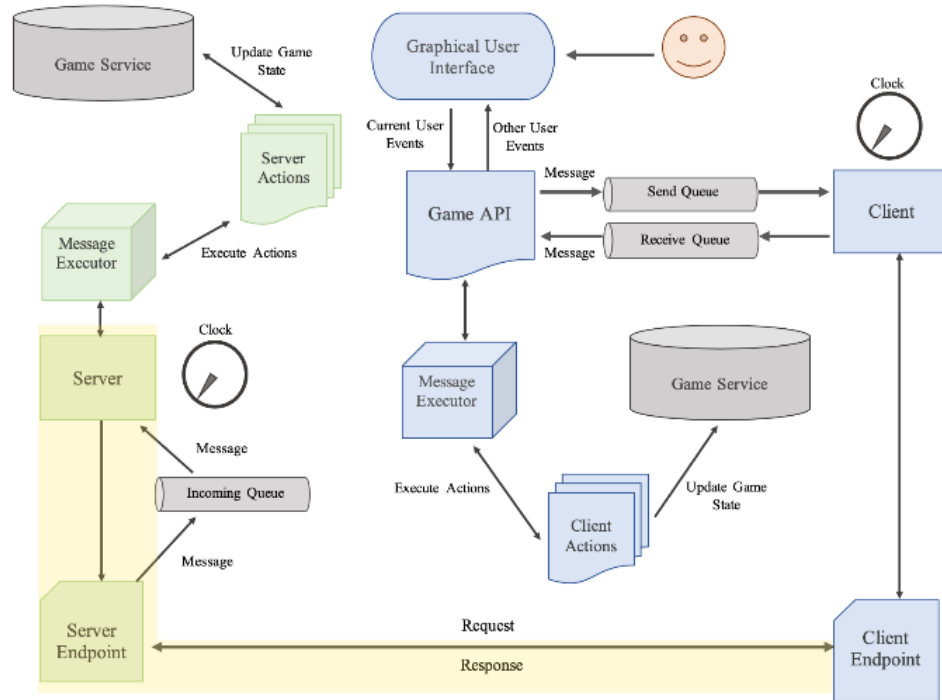 Game Service
Update Game
State
Graphical User
Interface
Clock
Current User
Events
Other User
Events
Server
Actions
Message
Send Queue
Game API
Client
Receive Queue
Message
Message
Executor
Execute Actions
Clock
Server
Message
Executor
Game Service
Message
Incoming Queue
Execute Actions
Update Game
State
Client
Actions
Message
Server
Endpoint
Request
Response
Client
Endpoint